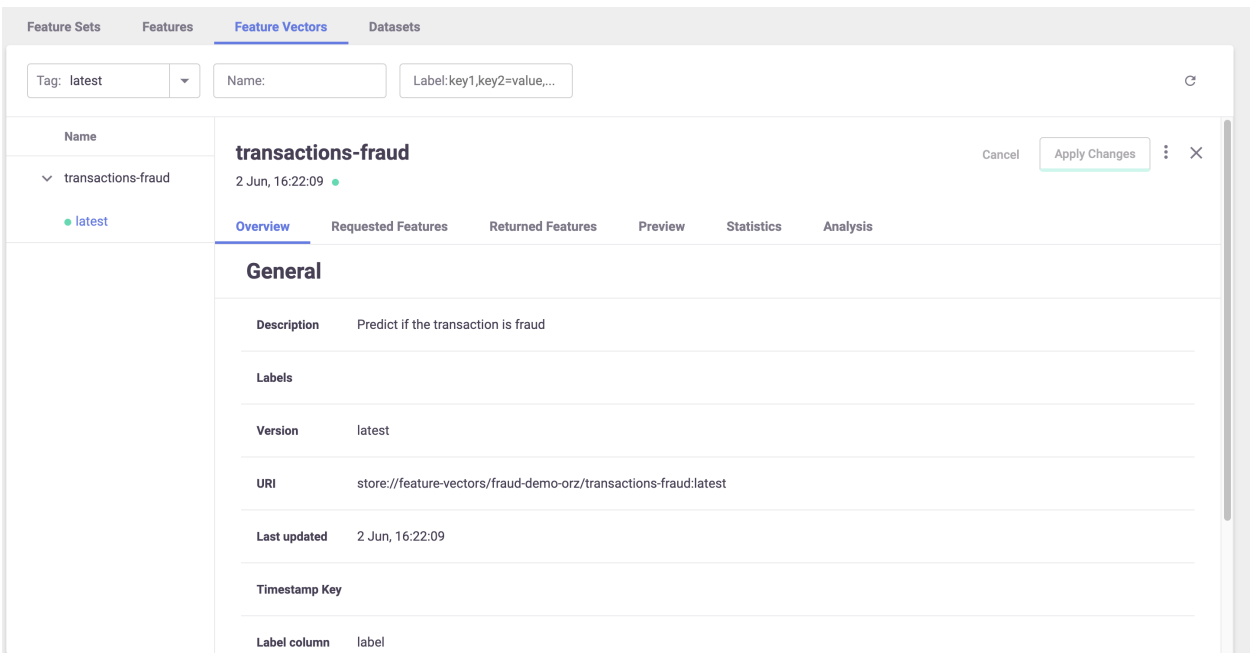 Feature Sets Features Feature Vectors Datasets
Tag: latest Name: Label:key1,key2=value,...
Name
transactions-fraud
latest
transactions-fraud
Cancel Apply Changes
2 Jun, 16:22:09
Overview Requested Features Returned Features Preview Statistics Analysis
General
Description Predict if the transaction is fraud
Labels
Version latest
URI store://feature-vectors/fraud-demo-orz/transactions-fraud:latest
Last updated 2 Jun, 16:22:09
Timestamp Key
Label column label